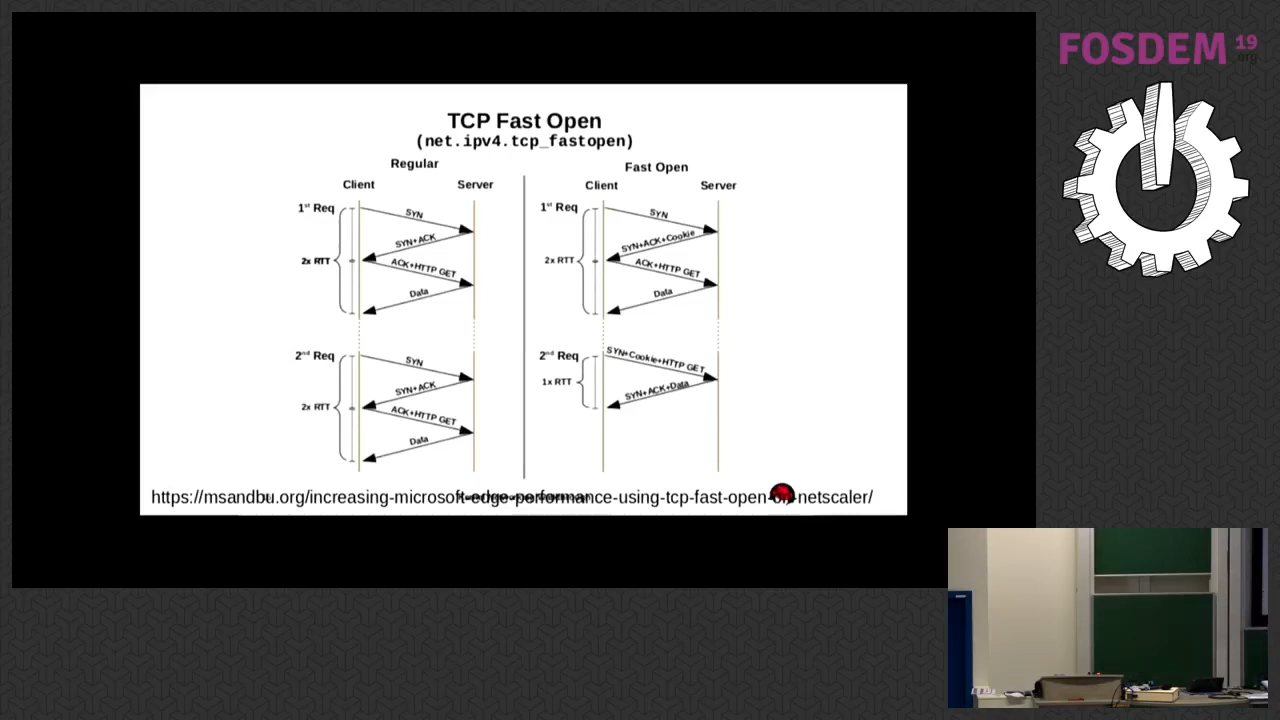 FOSDEM 19
.org
TCP Fast Open
(net.ipv4.tcp_fastopen)
Regular
Client
Server
1st Req
SYN
SYN+ACK
2x RTT
ACK+HTTP GET
Data
2nd Req
SYN
SYN+ACK
2x RTT
ACK+HTTP GET
Data
Fast Open
Client
Server
1st Req
SYN
SYN+ACK+Cookie
2x RTT
ACK+HTTP GET
Data
2nd Req
SYN+Cookie+HTTP GET
1x RTT
SYN+ACK+Data
https://msandbu.org/increasing-microsoft-edge-performance-using-tcp-fast-open-on-netscaler/